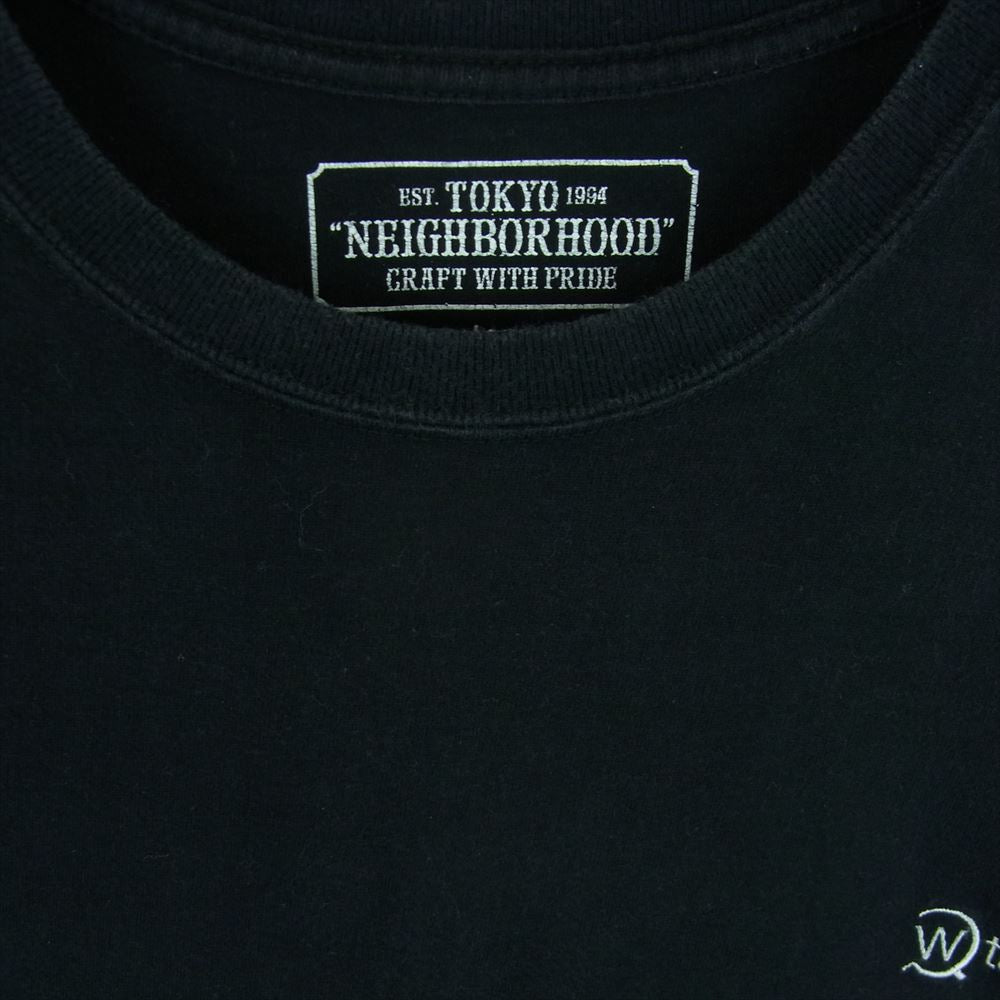 EST. TOKYO 1994
“NEIGHBORHOOD”
CRAFT WITH PRIDE
W